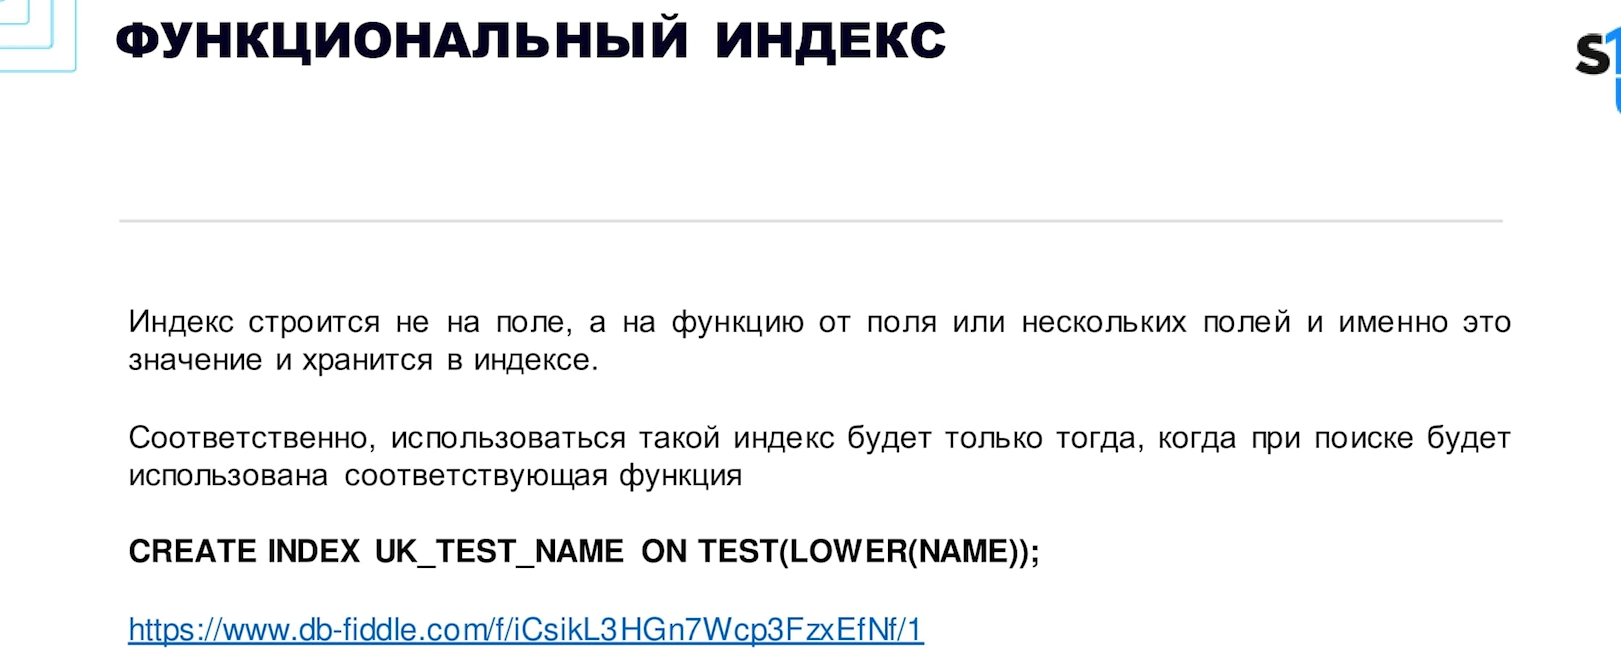 ФУНКЦИОНАЛЬНЫЙ ИНДЕКС
Индекс строится не на поле, а на функцию от поля или нескольких полей и именно это
значение и хранится в индексе.
Соответственно, использоваться такой индекс будет только тогда, когда при поиске будет
использована соответствующая функция
CREATE INDEX UK_TEST_NAME ON TEST(LOWER(NAME));
https://www.db-fiddle.com/f/iCsikL3HGn7Wcp3FzxEfNf/1